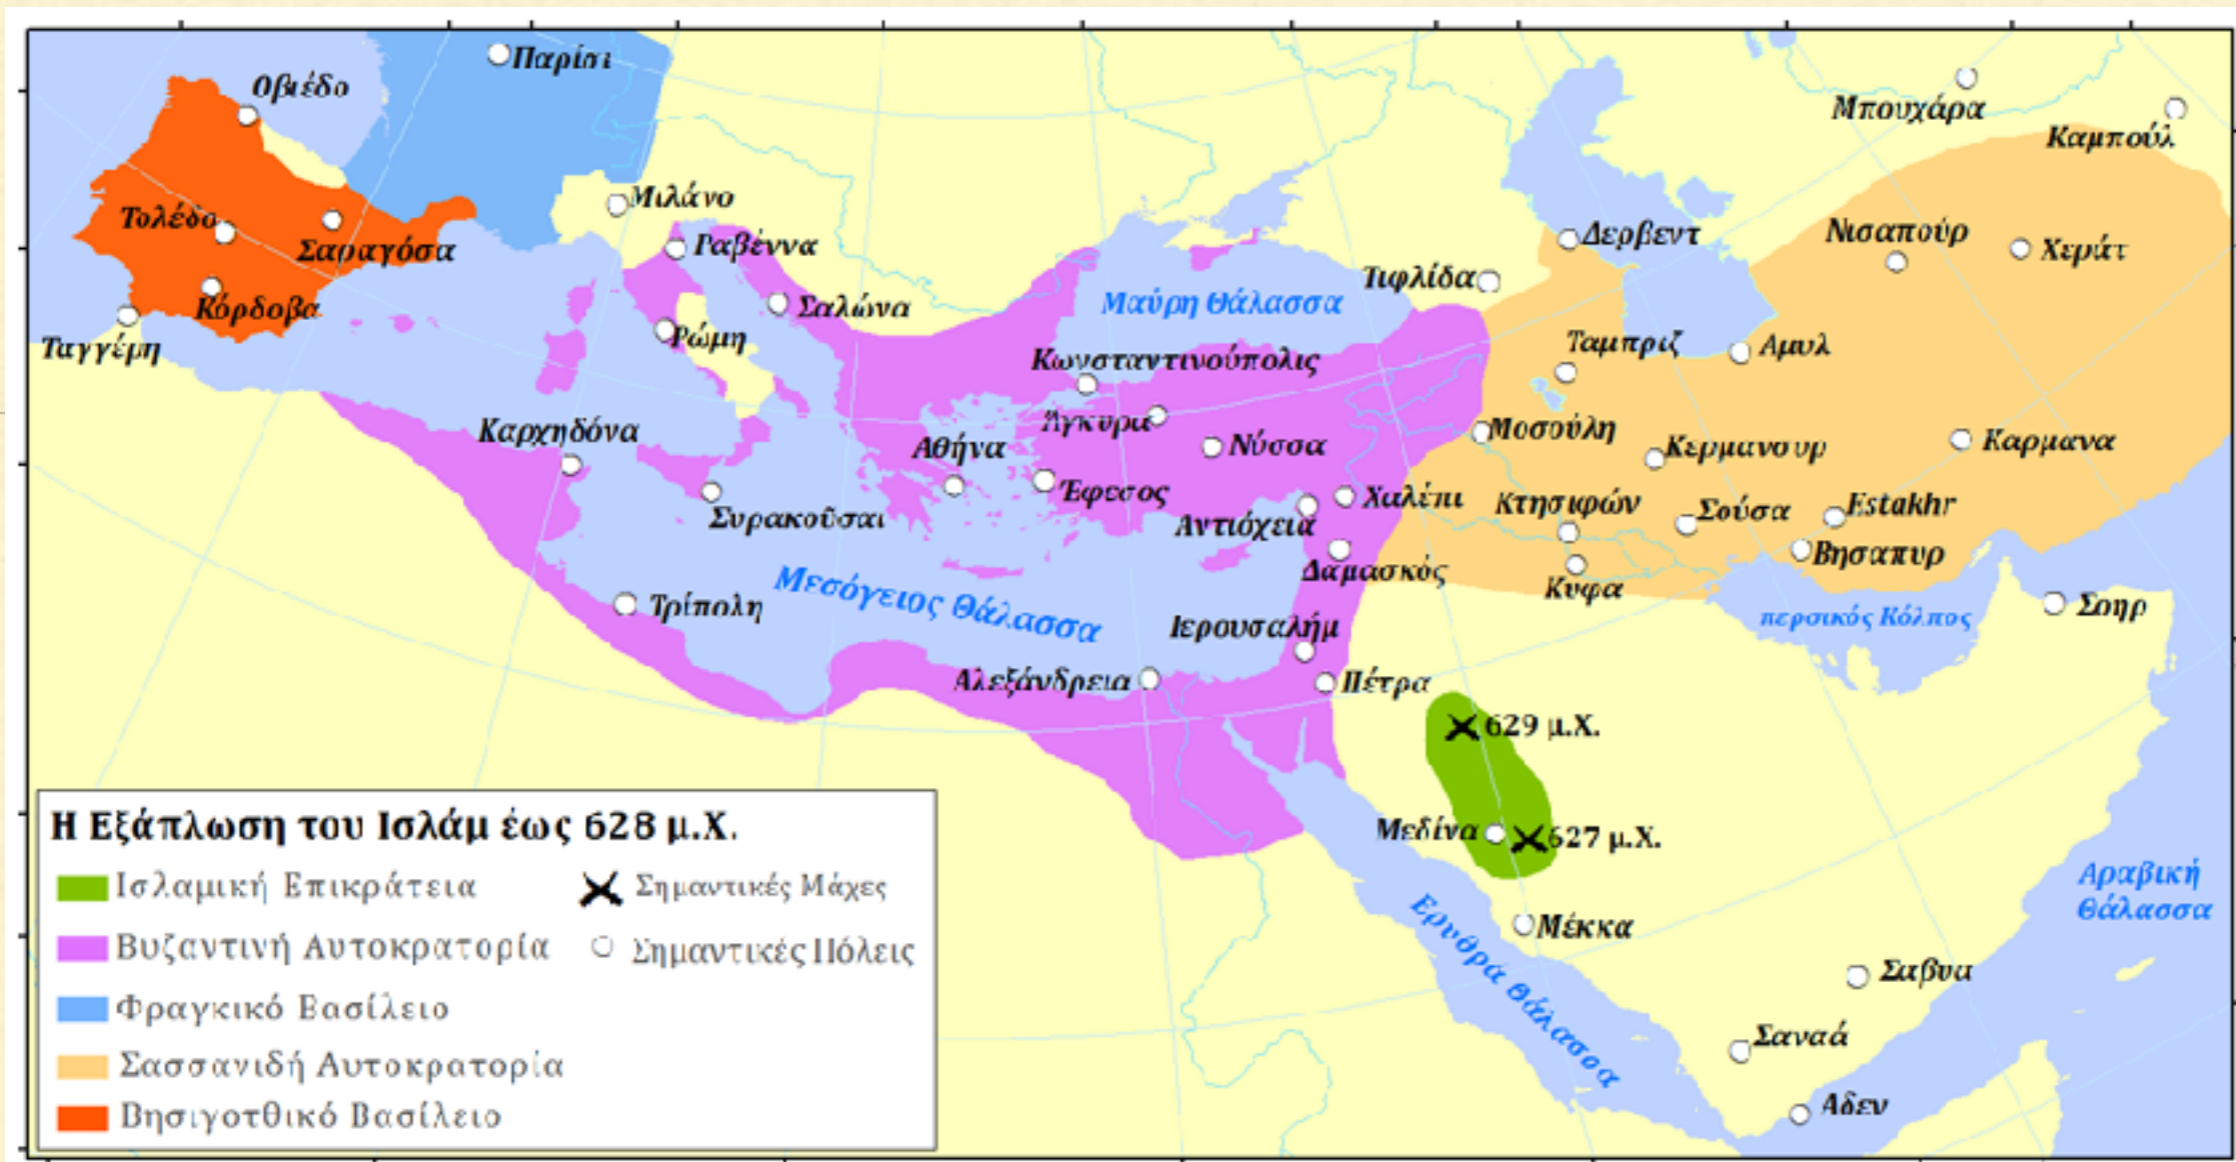 Παρίσι
Οβιέδο
Μπουχάρα
Καμπούλ
Μιλάνο
Τολέδο
Σαραγόσα
Γαβέννα
Δερβεντ
Νισαπούρ
Χεράτ
Τιφλίδα
Κόρδοβα
Σαλώνα
Μαύρη Θάλασσα
Ταγγέρη
Ρώμη
Ταμπριζ
Αμυλ
Κωνσταντινούπολις
Άγκυρα
Καρχηδόνα
Αθήνα
Νύσσα
Μοσούλη
Κερμανσυρ
Καρμανα
Έφεσος
Χαλέπι
Κτησιφών
Σούσα
Estakhr
Συρακοῦσαι
Αντιόχεια
Βησαπυρ
Δαμασκός
Κυφα
Μεσόγειος Θάλασσα
Τρίπολη
Ιερουσαλήμ
περσικός Κόλπος
Σοηρ
Αλεξάνδρεια
Πέτρα
629 μ.Χ.
Μεδίνα
627 μ.Χ.
Μέκκα
Ερυθρά Θάλασσα
Αραβική
Θάλασσα
Σαβυα
Σαναά
Αδεν
Η Εξάπλωση του Ισλάμ έως 628 μ.Χ.
Ισλαμική Επικράτεια
Σημαντικές Μάχες
Βυζαντινή Αυτοκρατορία
Σημαντικές Πόλεις
Φραγκικό Βασίλειο
Σασσανιδή Αυτοκρατορία
Βησιγοτθικό Βασίλειο